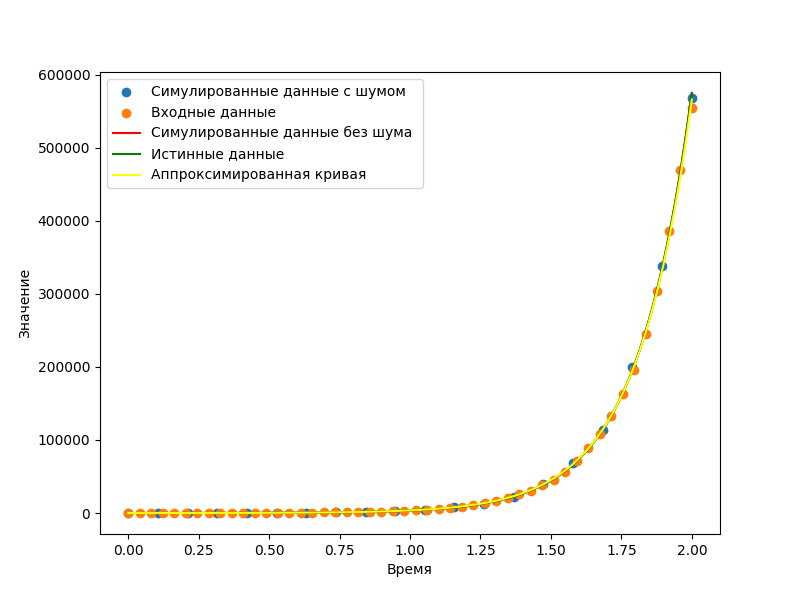 Симулированные данные с шумом
Входные данные
Симулированные данные без шума
Истинные данные
Аппроксимированная кривая
600000
500000
400000
300000
200000
100000
0
Значение
0.00 0.25 0.50 0.75 1.00 1.25 1.50 1.75 2.00
Время